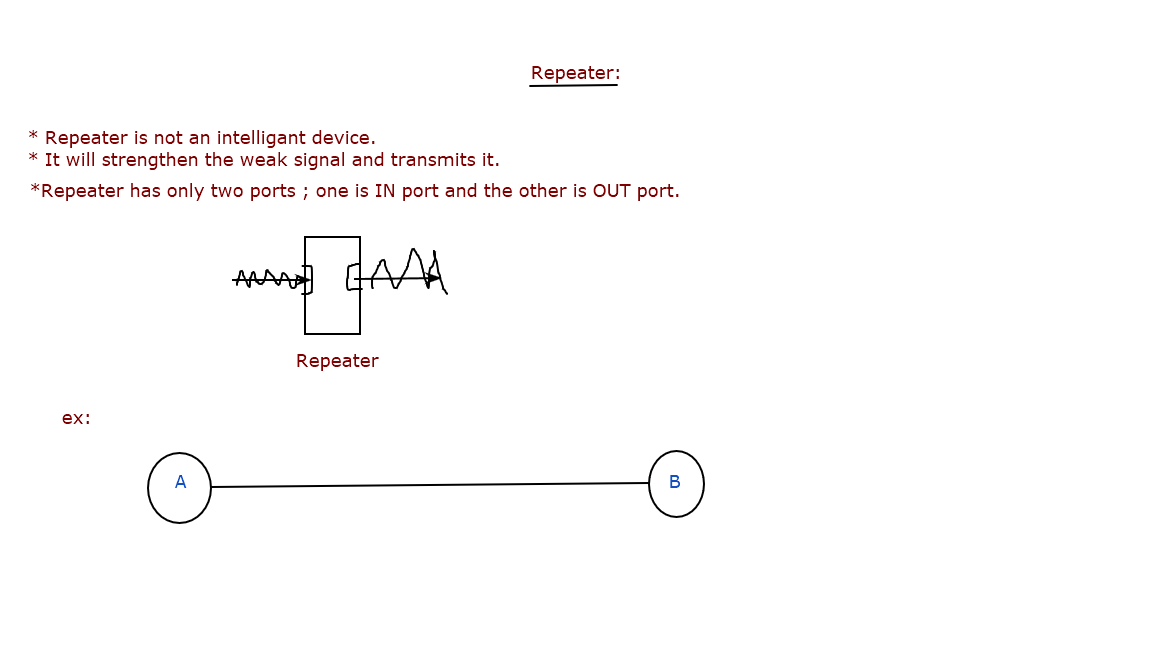 Repeater:
* Repeater is not an intelligant device.
* It will strengthen the weak signal and transmits it.
*Repeater has only two ports ; one is IN port and the other is OUT port.
Repeater
ex:
A
B